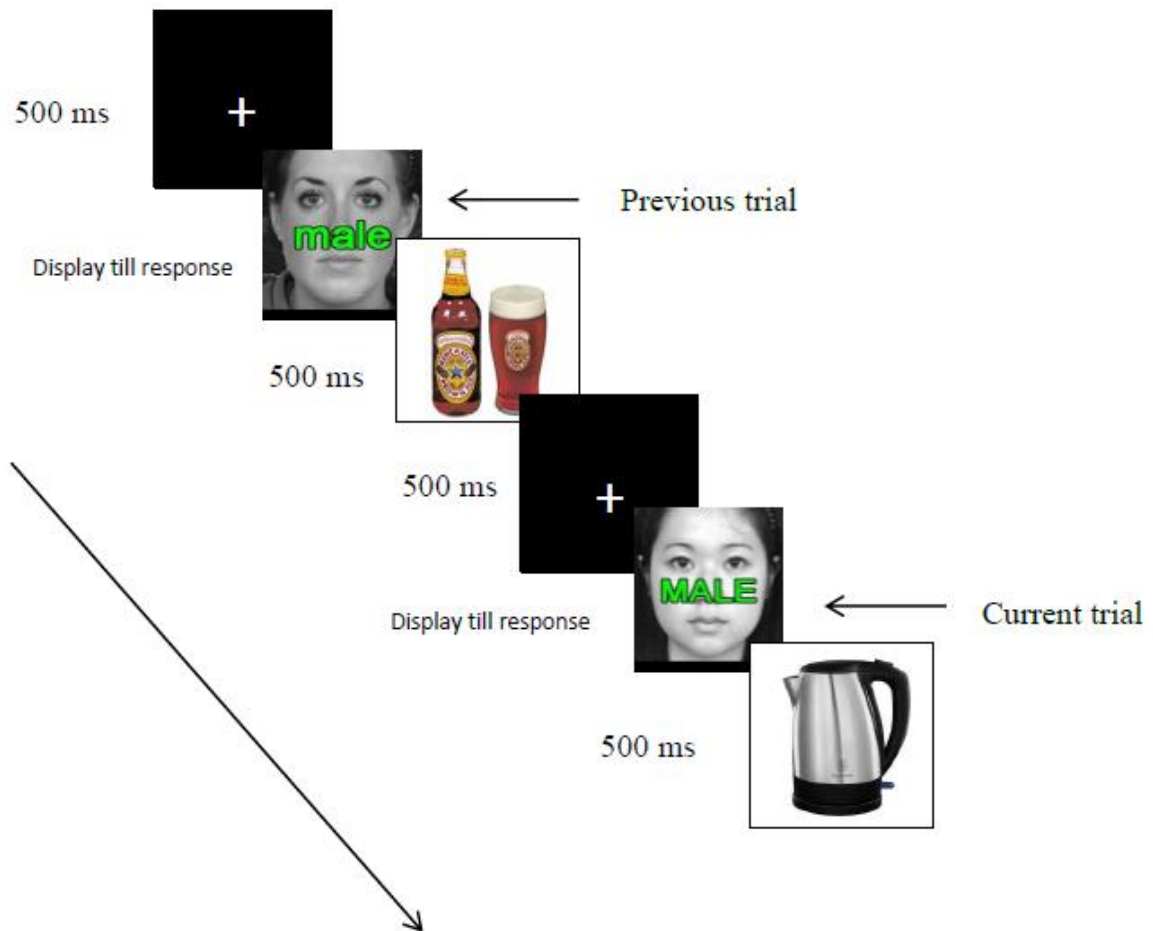 500 ms
male
Previous trial
Display till response
500 ms
500 ms
MALE
Display till response
Current trial
500 ms